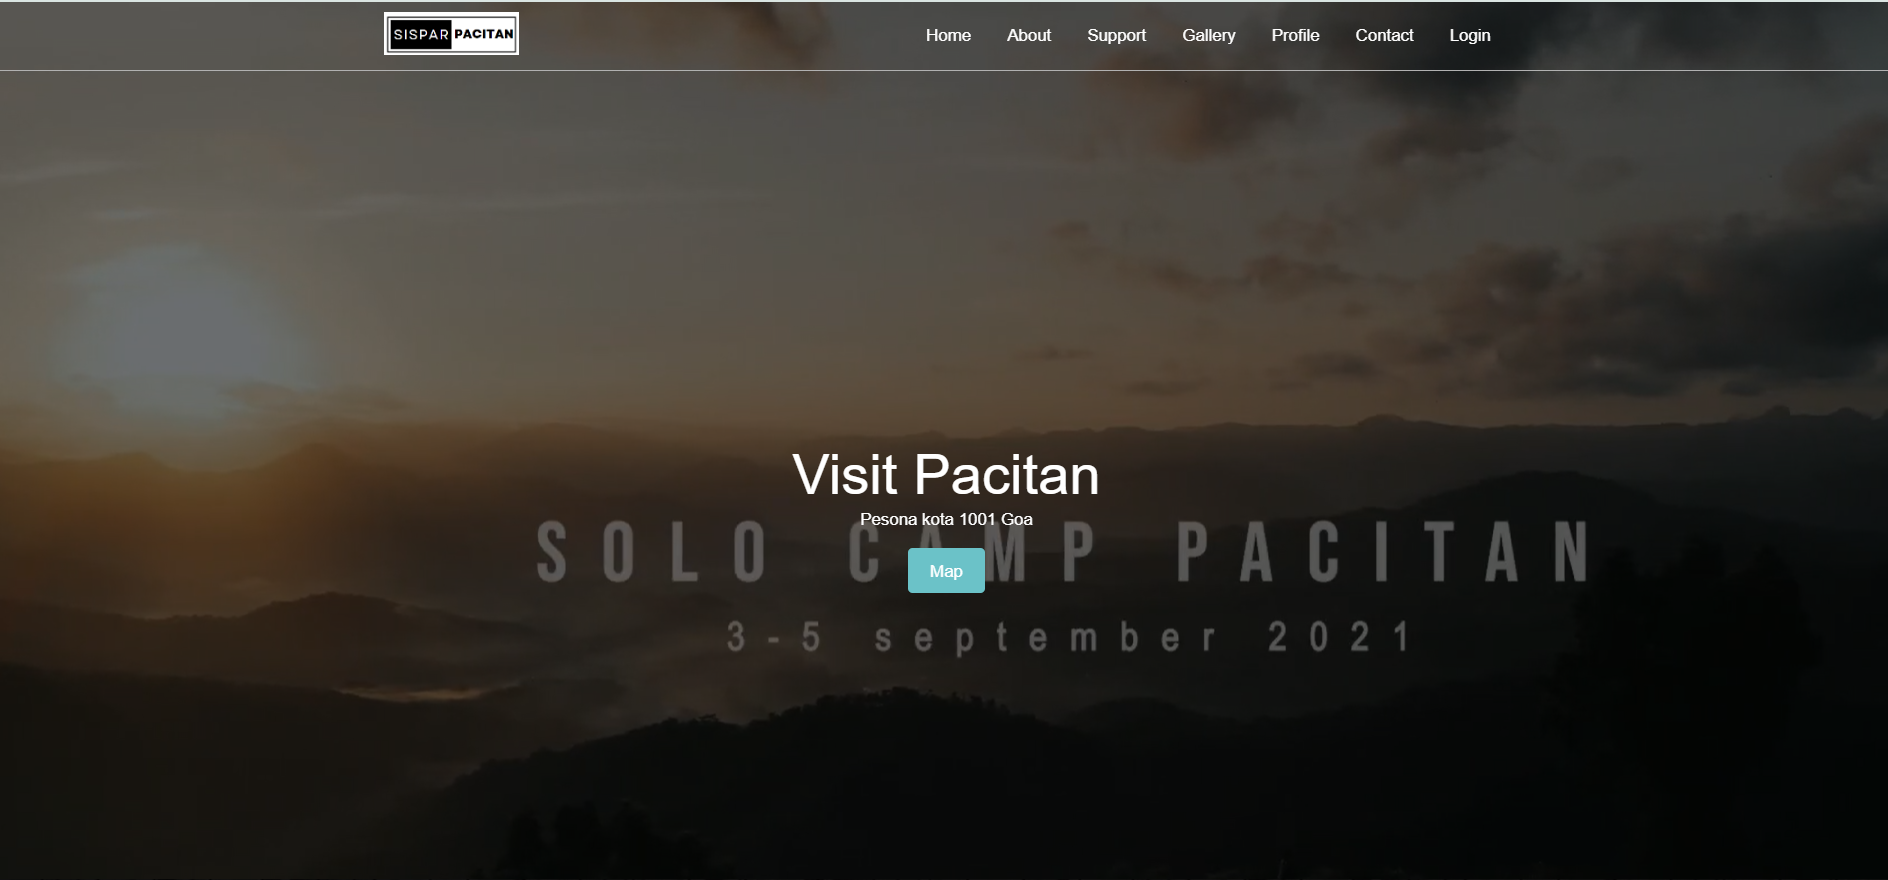 SISPAR PACITAN
Home About Support Gallery Profile Contact Login
Visit Pacitan
Pesona kota 1001 Goa
SOLO CAMP PACITAN
Map
3-5 september 2021